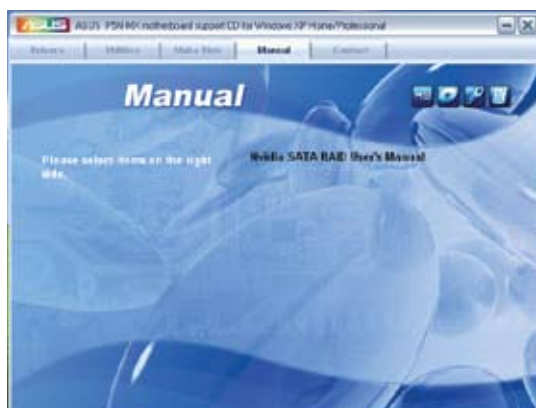 ASUS P5N-MX motherboard support CD for Windows XP Home/Professional
Drivers Utilities Make Disk Manual Contact
Manual
Please select items on the right side.
Nvidia SATA RAID User's Manual